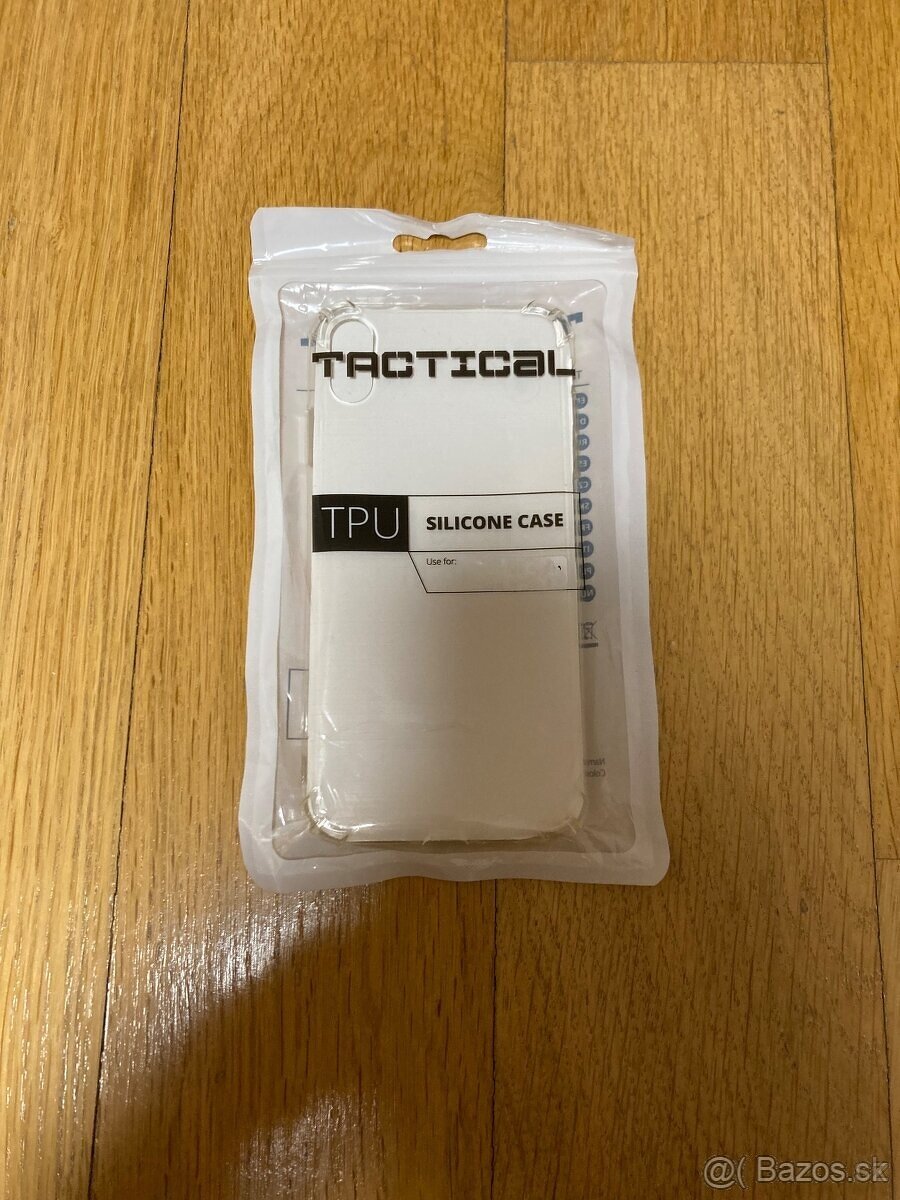 TACTICAL
TPU SILICONE CASE
Use for:
@( Bazos.sk